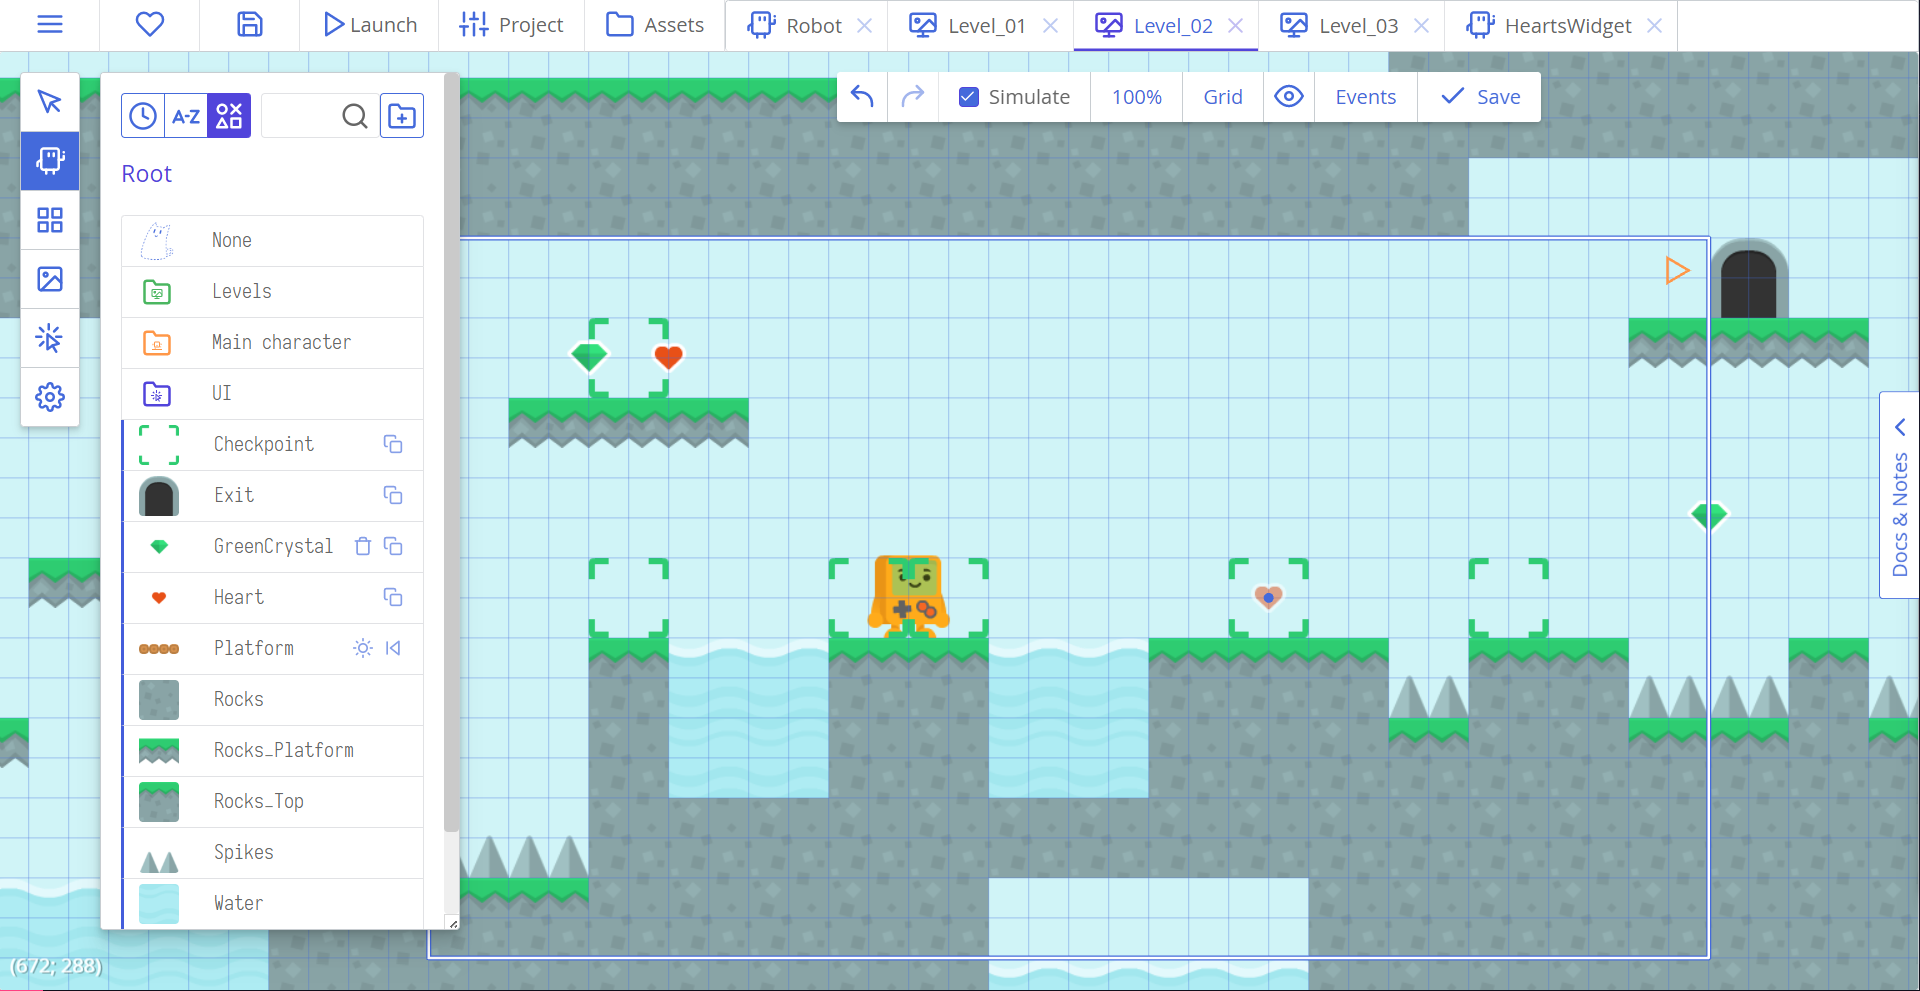 Launch
Project
Assets
Robot
Level_01
Level_02
Level_03
HeartsWidget
A-Z
Simulate
100%
Grid
Events
Save
Root
None
Levels
Main character
UI
Checkpoint
Exit
GreenCrystal
Heart
Platform
Rocks
Rocks_Platform
Rocks_Top
Spikes
Water
Docs & Notes
(672; 288)